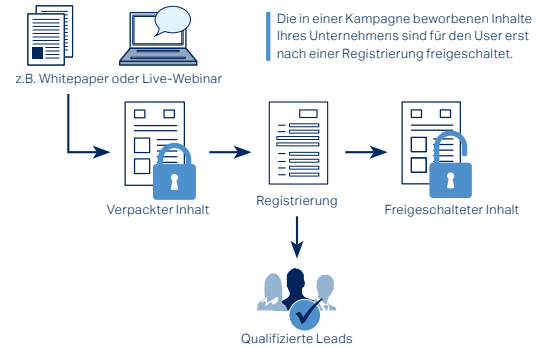 Die in einer Kampagne beworbenen Inhalte
Ihres Unternehmens sind für den User erst
nach einer Registrierung freigeschaltet.
z.B. Whitepaper oder Live-Webinar
Verpackter Inhalt
Registrierung
Freigeschalteter Inhalt
Qualifizierte Leads